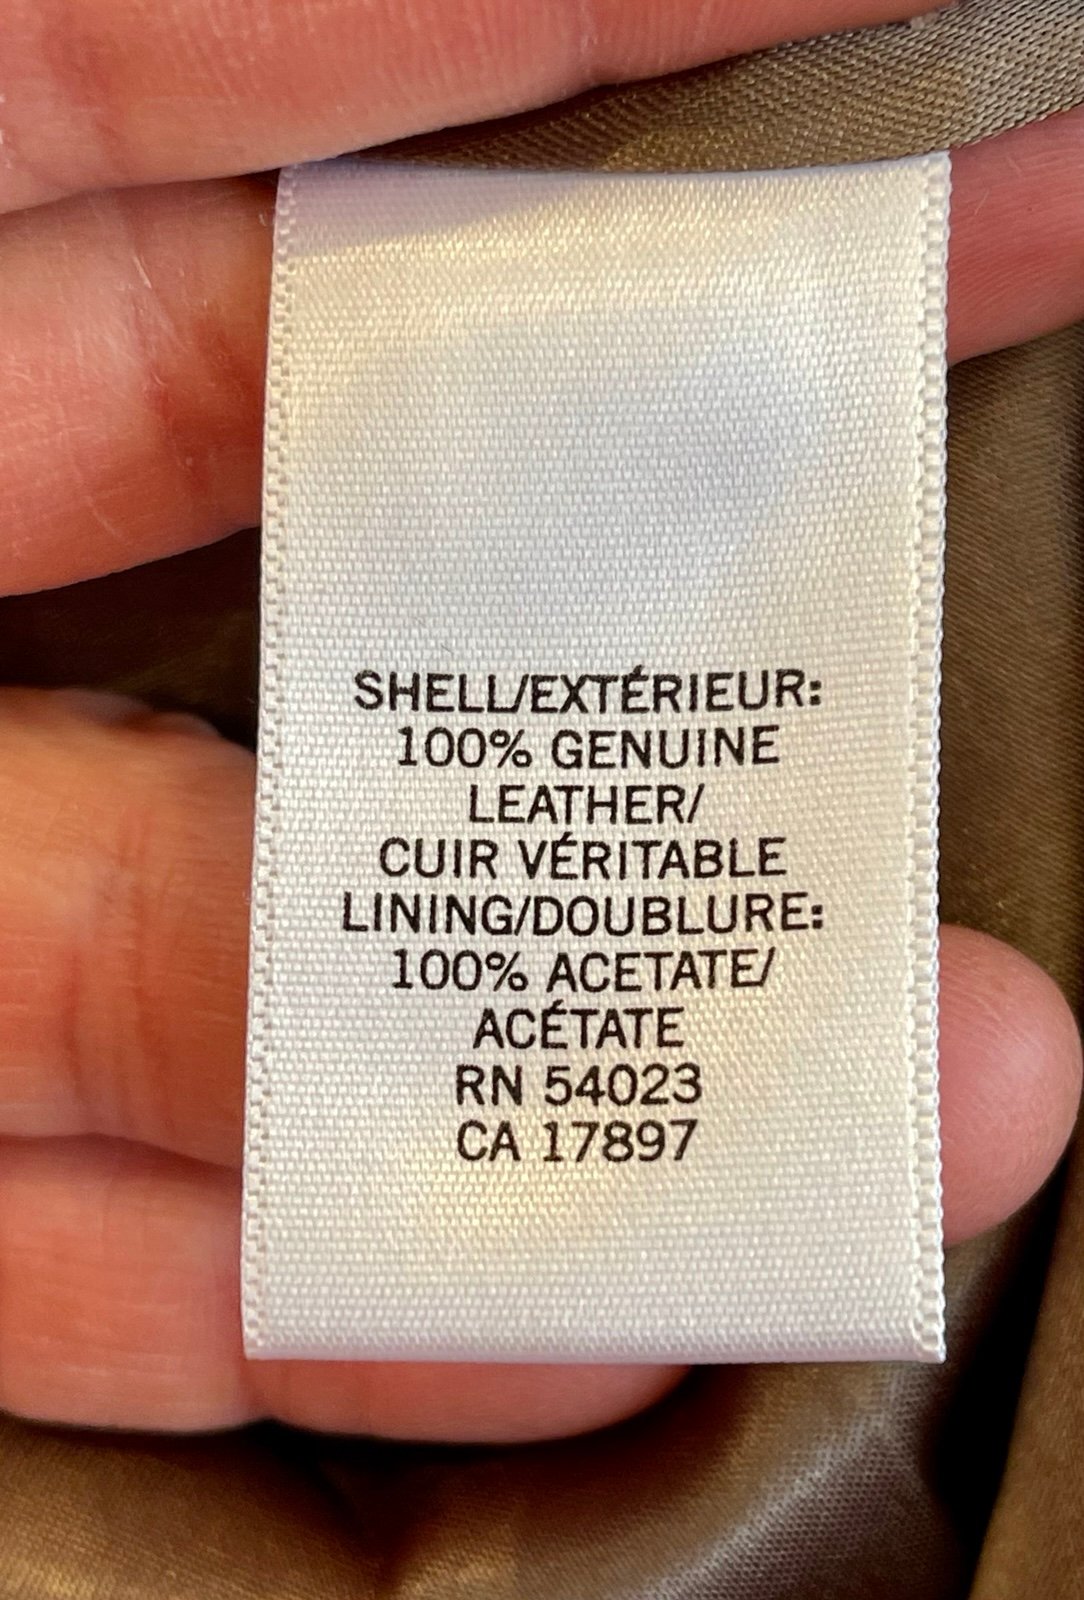 SHELL/EXTÉRIEUR:
100% GENUINE
LEATHER/
CUIR VÉRITABLE
LINING/DOUBLURE:
100% ACETATE/
ACÉTATE
RN 54023
CA 17897